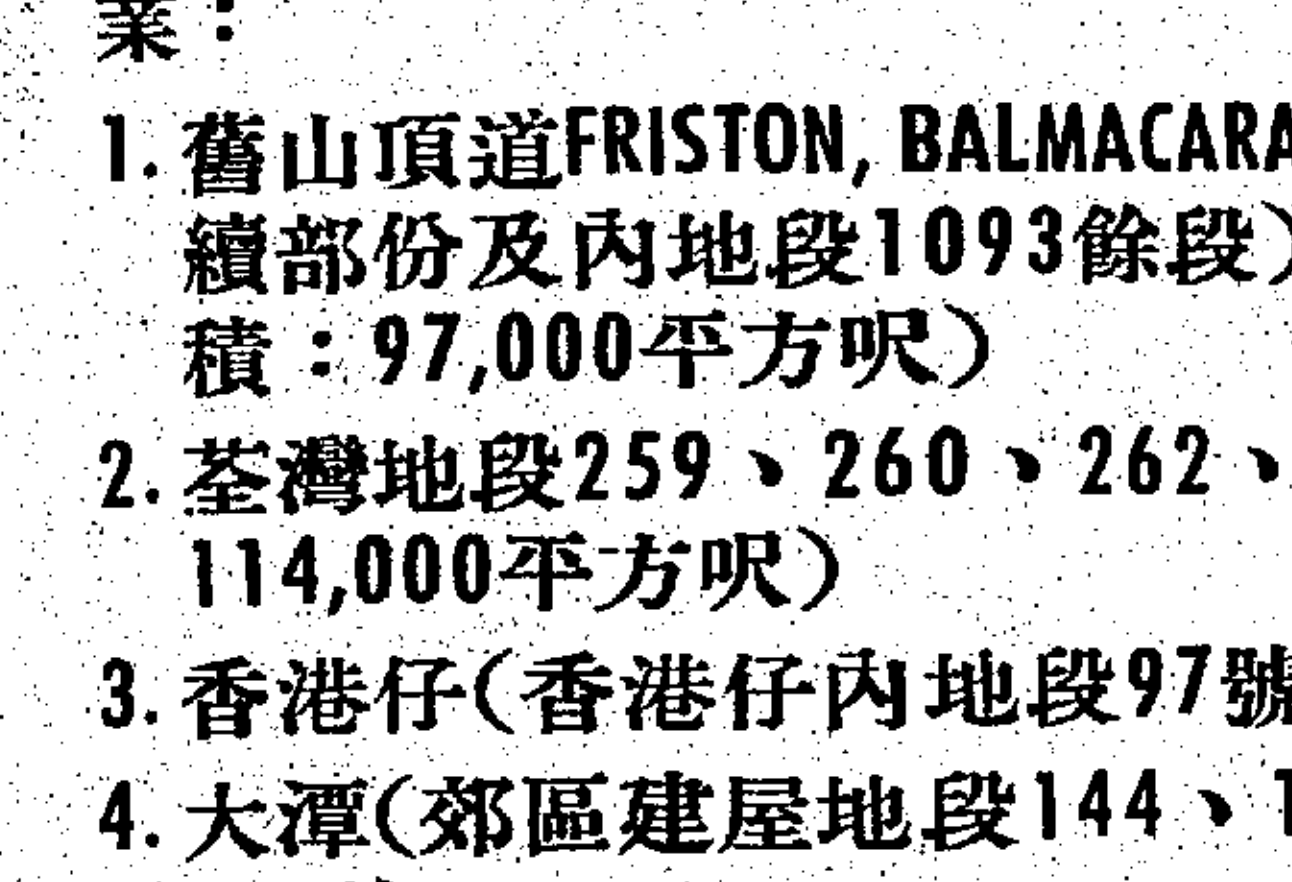 業：
1. 舊山頂道FRISTON, BALMACARA
續部份及內地段1093餘段）
積：97,000平方呎）
2. 荃灣地段259、260、262、
114,000平方呎）
3. 香港仔（香港仔內地段97號
4. 大潭（郊區建屋地段144、1